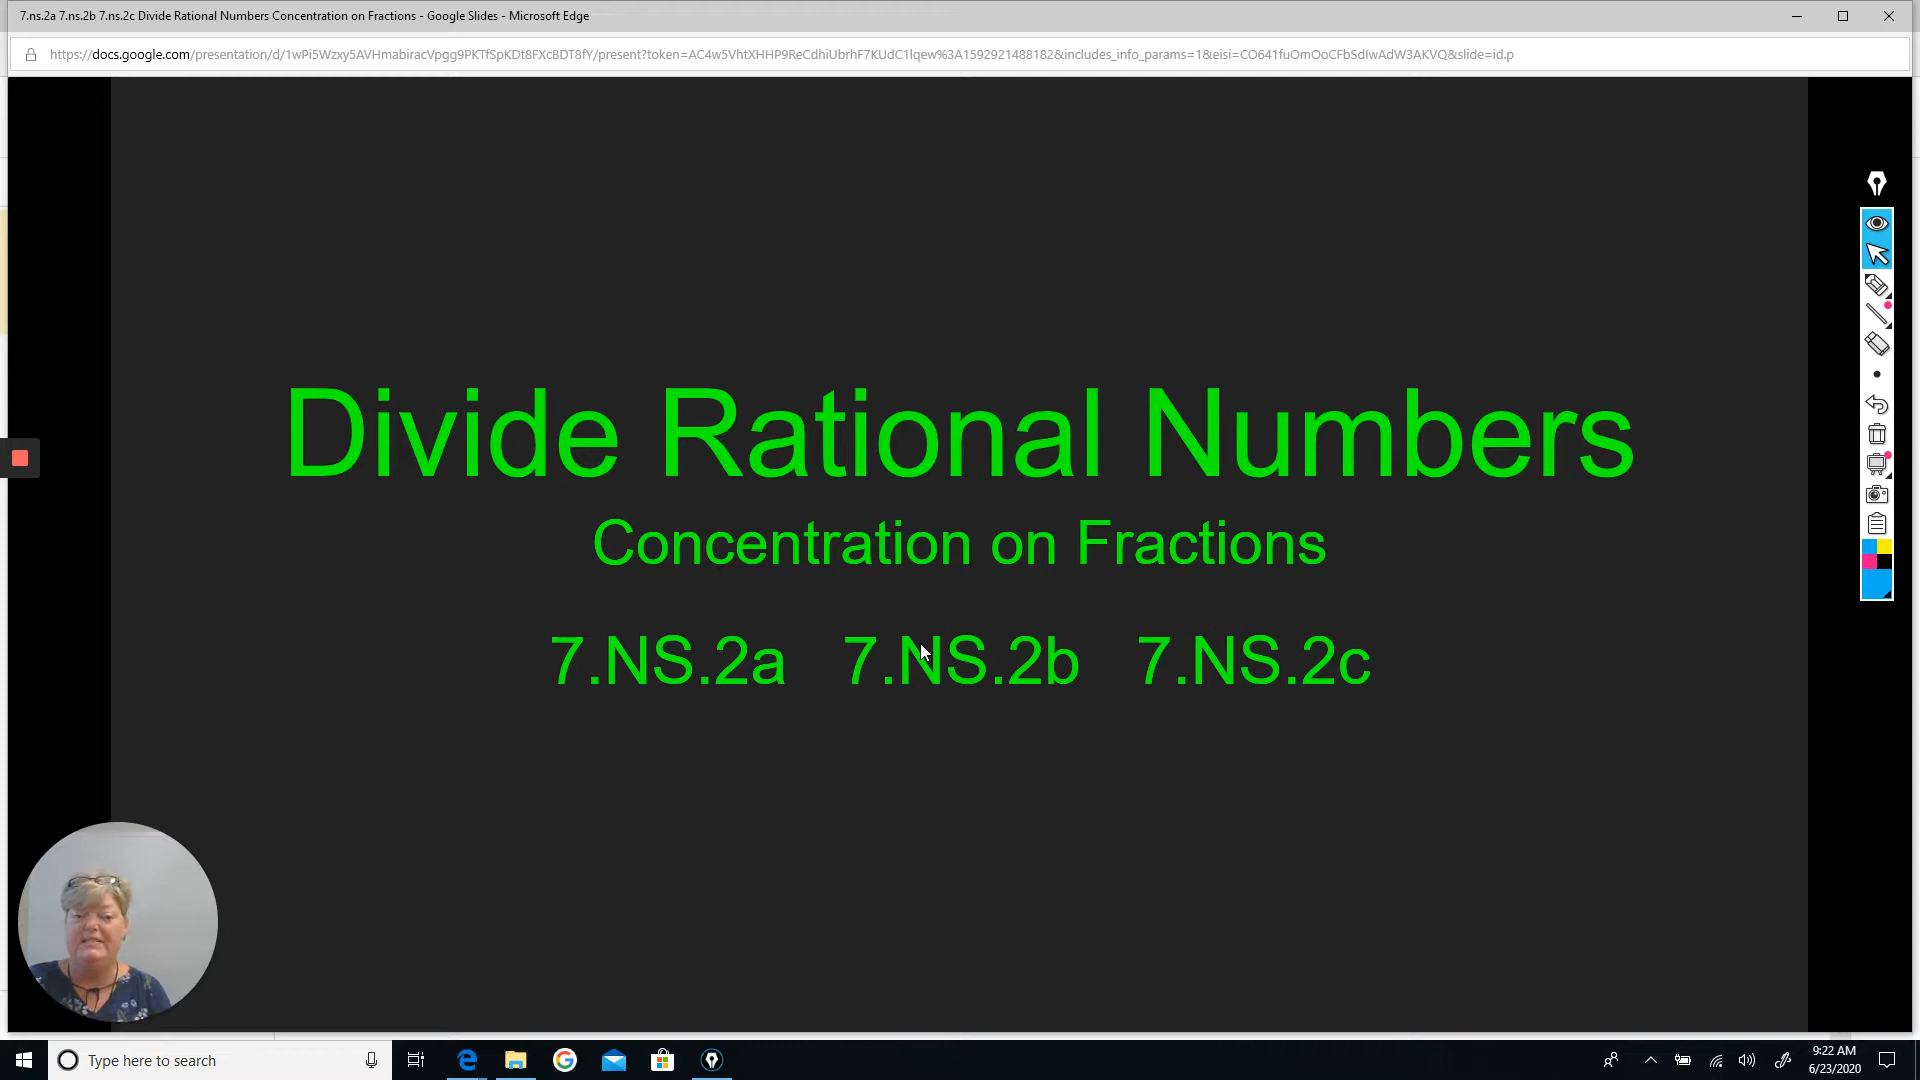 7.ns.2a 7.ns.2b 7.ns.2c Divide Rational Numbers Concentration on Fractions - Google Slides - Microsoft Edge
https://docs.google.com/presentation/d/1wPi5Wzxy5AVHmabiracVpgg9PKTfSpKDt8FXcBDT8fY/present?token=AC4w5VhtXHHP9ReCdhiUbrhF7KUdC1lqew%3A1592921488182&includes_info_params=1&eisi=CO641fuOmOoCFbSdIwAdW3AKVQ&slide=id.p
Divide Rational Numbers
Concentration on Fractions
7.NS.2a 7.NS.2b 7.NS.2c
Type here to search
9:22 AM
6/23/2020